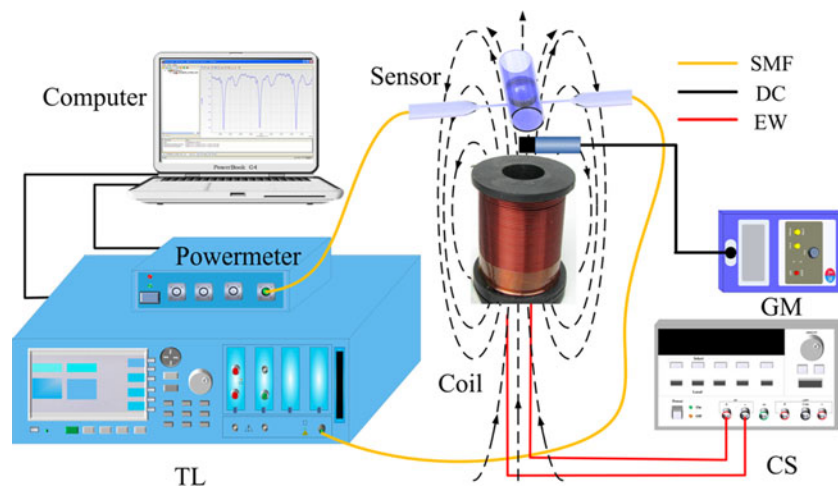 Computer
Sensor
SMF
DC
EW
PowerBook G4
Powermeter
GM
Coil
TL
CS